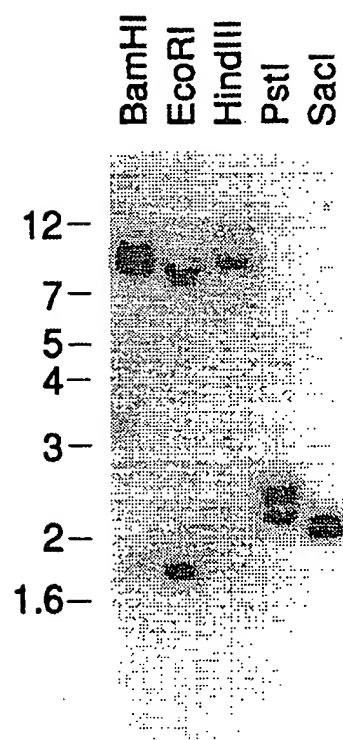 BamHI
EcoRI
HindIII
PstI
SacI
12
7
5
4
3
2
1.6